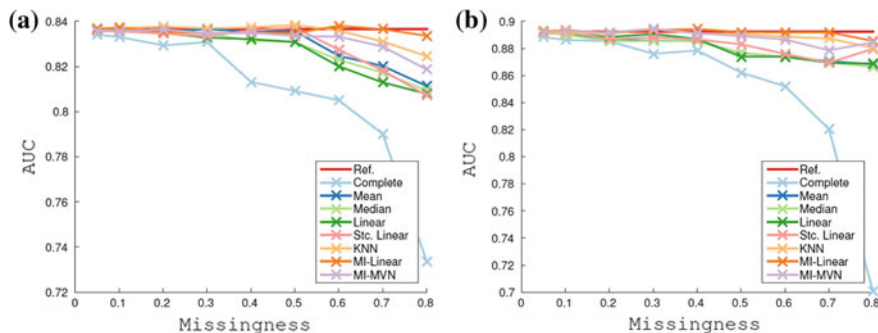 (a)
0.84
0.82
0.8
0.78
0.76
0.74
0.72
AUC
0 0.1 0.2 0.3 0.4 0.5 0.6 0.7 0.8
Missingness
Ref.
Complete
Mean
Median
Linear
Stc. Linear
KNN
MI-Linear
MI-MVN
(b)
0.9
0.88
0.86
0.84
0.82
0.8
0.78
0.76
0.74
0.72
0.7
AUC
0 0.1 0.2 0.3 0.4 0.5 0.6 0.7 0.8
Missingness
Ref.
Complete
Mean
Median
Linear
Stc. Linear
KNN
MI-Linear
MI-MVN